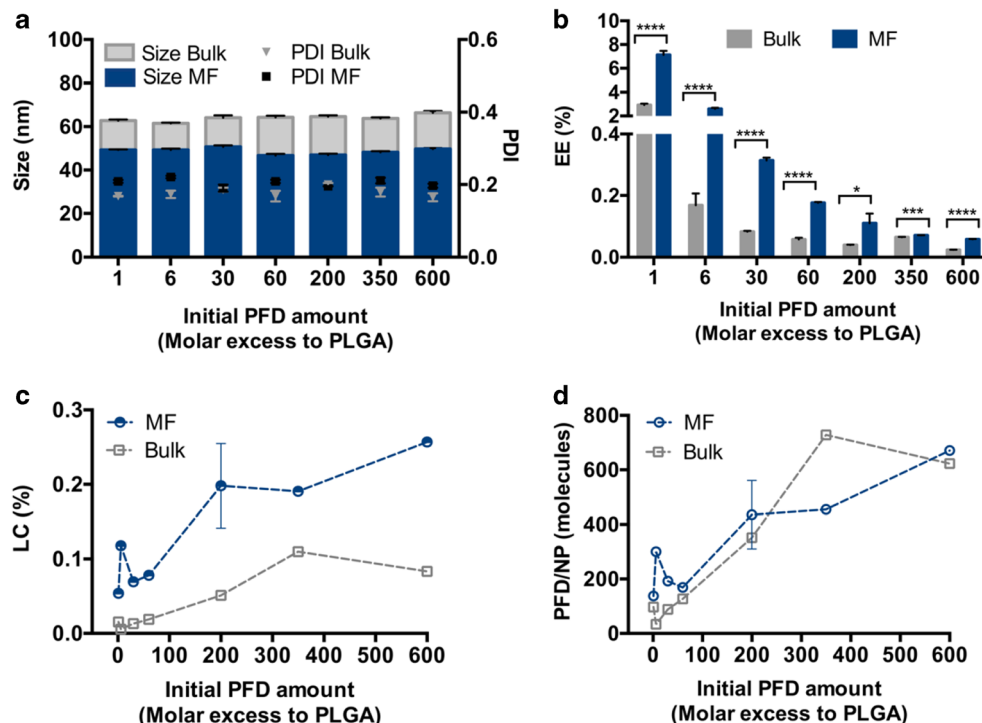 a
100
80
60
40
20
0
Size (nm)
Size Bulk
Size MF
PDI Bulk
PDI MF
0.6
0.4
0.2
0.0
PDI
1 6 30 60 200 350 600
Initial PFD amount
(Molar excess to PLGA)
b
10
8
6
4
2
0.4
0.2
0.0
EE (%)
Bulk
MF
****
****
****
****
*
***
****
1 6 30 60 200 350 600
Initial PFD amount
(Molar excess to PLGA)
c
0.3
0.2
0.1
0.0
LC (%)
MF
Bulk
0 100 200 300 400 500 600
Initial PFD amount
(Molar excess to PLGA)
d
800
600
400
200
0
PFD/NP (molecules)
MF
Bulk
0 100 200 300 400 500 600
Initial PFD amount
(Molar excess to PLGA)